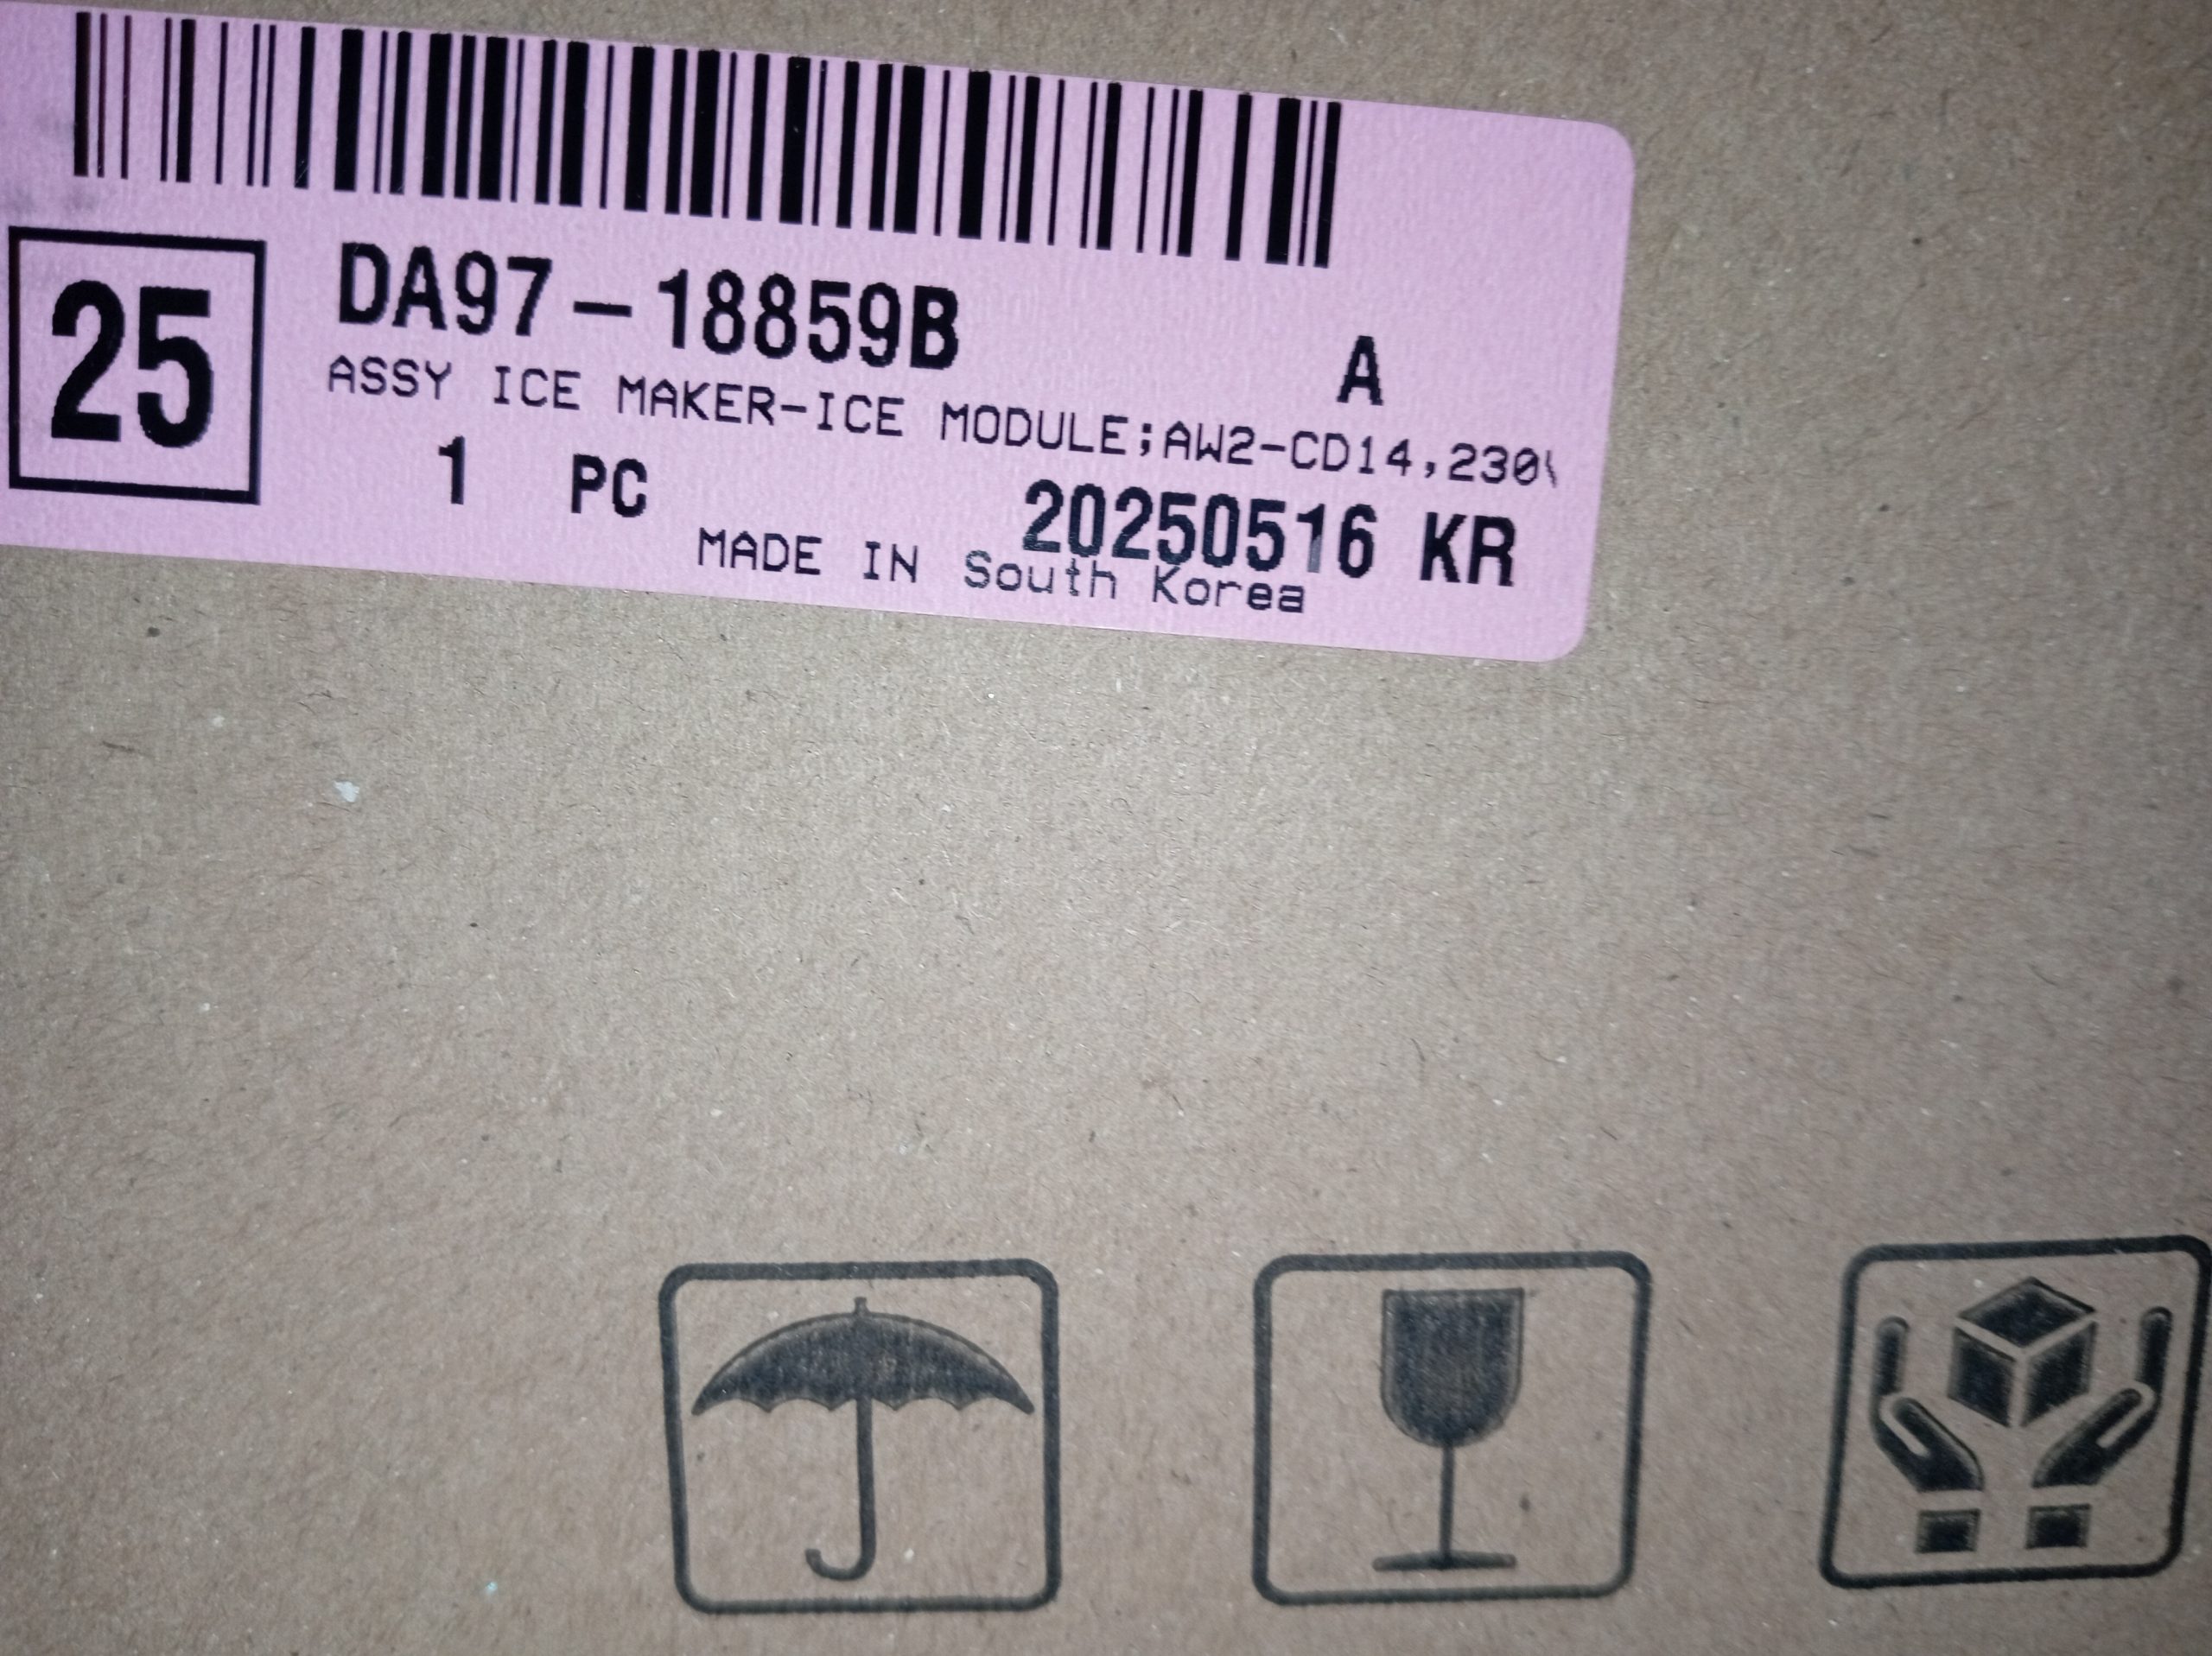 25
DA97-18859B
A
ASSY ICE MAKER-ICE MODULE;AW2-CD14,230
1 PC
20250516 KR
MADE IN South Korea